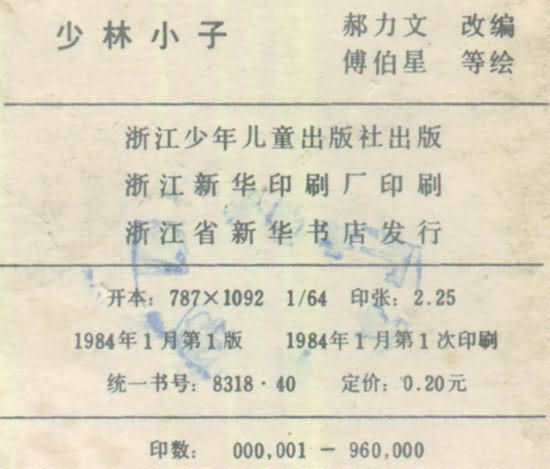 少林小子
郝力文 改编
傅伯星 等绘
浙江少年儿童出版社出版
浙江新华印刷厂印刷
浙江省新华书店发行
开本：787×1092 1/64 印张：2.25
1984年1月第1版 1984年1月第1次印刷
统一书号：8318·40 定价：0.20元
印数： 000,001 — 960,000